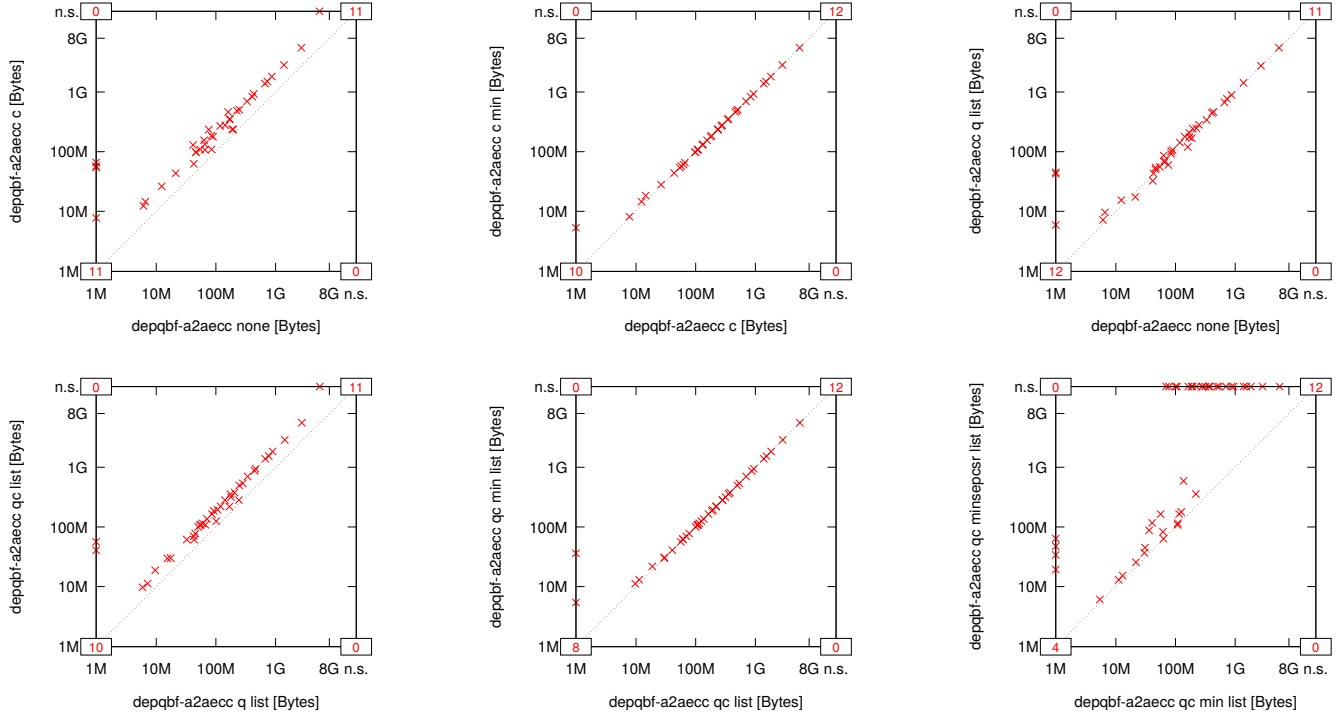 0
11
n.s.
8G
1G
100M
10M
1M
depqbf-a2aecc c [Bytes]
11
0
1M 10M 100M 1G 8G n.s.
depqbf-a2aecc none [Bytes]
0
12
n.s.
8G
1G
100M
10M
1M
depqbf-a2aecc c min [Bytes]
10
0
1M 10M 100M 1G 8G n.s.
depqbf-a2aecc c [Bytes]
0
11
n.s.
8G
1G
100M
10M
1M
depqbf-a2aecc q list [Bytes]
12
0
1M 10M 100M 1G 8G n.s.
depqbf-a2aecc none [Bytes]
0
11
n.s.
8G
1G
100M
10M
1M
depqbf-a2aecc qc list [Bytes]
10
0
1M 10M 100M 1G 8G n.s.
depqbf-a2aecc q list [Bytes]
0
12
n.s.
8G
1G
100M
10M
1M
depqbf-a2aecc qc min list [Bytes]
8
0
1M 10M 100M 1G 8G n.s.
depqbf-a2aecc qc list [Bytes]
0
12
n.s.
8G
1G
100M
10M
1M
depqbf-a2aecc qc minsepcsr list [Bytes]
4
0
1M 10M 100M 1G 8G n.s.
depqbf-a2aecc qc min list [Bytes]